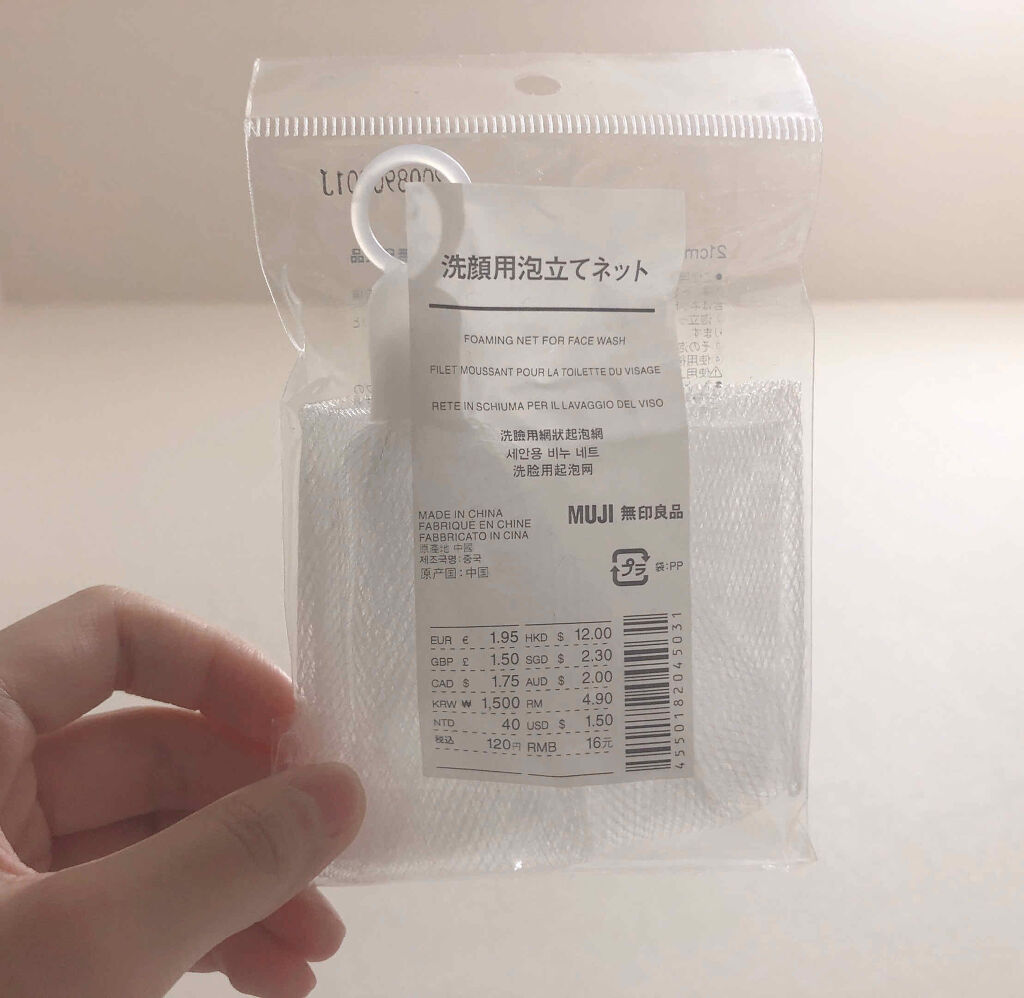 洗顔用泡立てネット
FOAMING NET FOR FACE WASH
FILET MOUSSANT POUR LA TOILETTE DU VISAGE
RETE IN SCHIUMA PER IL LAVAGGIO DEL VISO
洗臉用網狀起泡網
세안용 비누 네트
洗脸用起泡网
MADE IN CHINA
FABRIQUE EN CHINE
FABBRICATO IN CINA
原產地 中國
제조국명:중국
原产国:中国
MUJI 無印良品
プラ 袋:PP
EUR € 1.95 HKD $ 12.00
GBP £ 1.50 SGD $ 2.30
CAD $ 1.75 AUD $ 2.00
KRW ₩ 1,500 RM 4.90
NTD 40 USD $ 1.50
税込 120円 RMB 16元
4550182045031
21cm